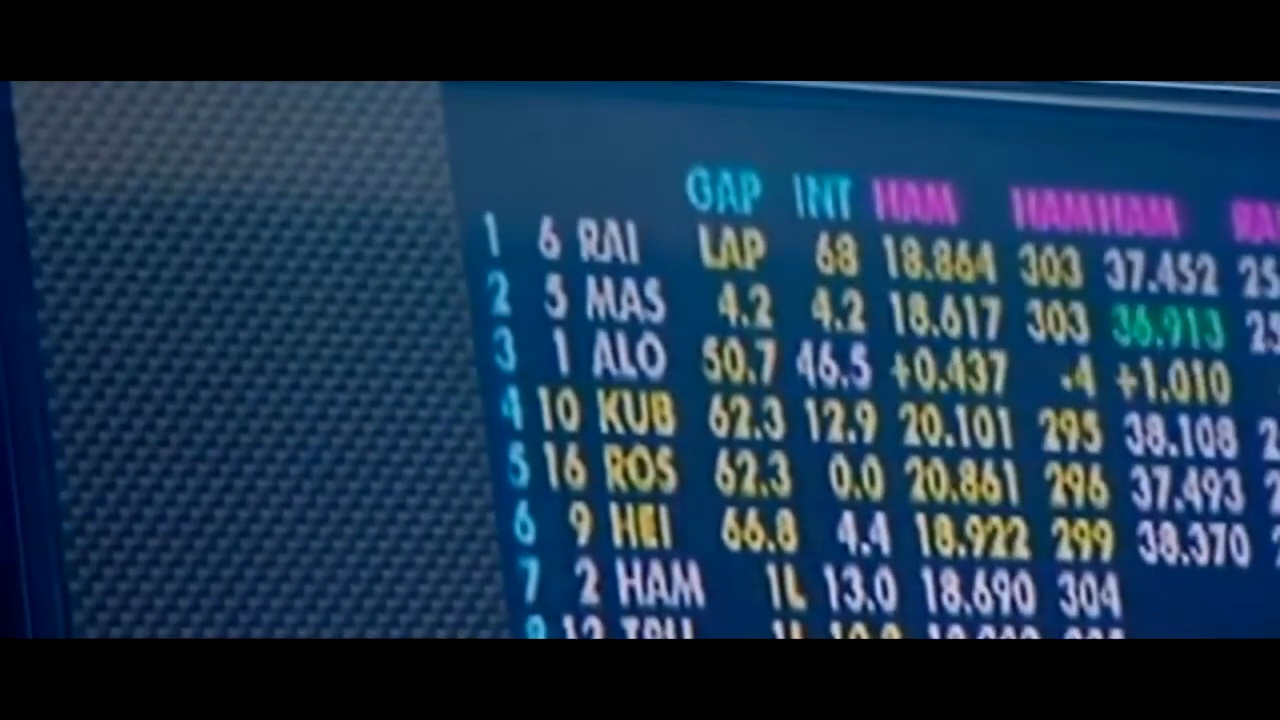 GAP INT HAM HAM HAM
1 6 RAI LAP 68 18.864 303 37.452
2 5 MAS 4.2 4.2 18.617 303 36.913
3 1 ALO 50.7 46.5 +0.437 -4 +1.010
4 10 KUB 62.3 12.9 20.101 295 38.108
5 16 ROS 62.3 0.0 20.861 296 37.493
6 9 HEI 66.8 4.4 18.922 299 38.370
7 2 HAM 1L 13.0 18.690 304